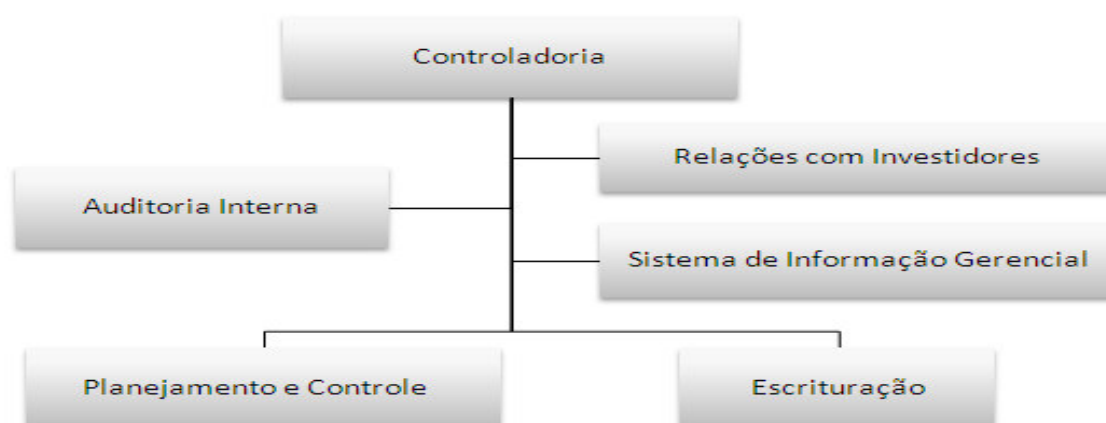 Controladoria
Relações com Investidores
Auditoria Interna
Sistema de Informação Gerencial
Planejamento e Controle
Escrituração